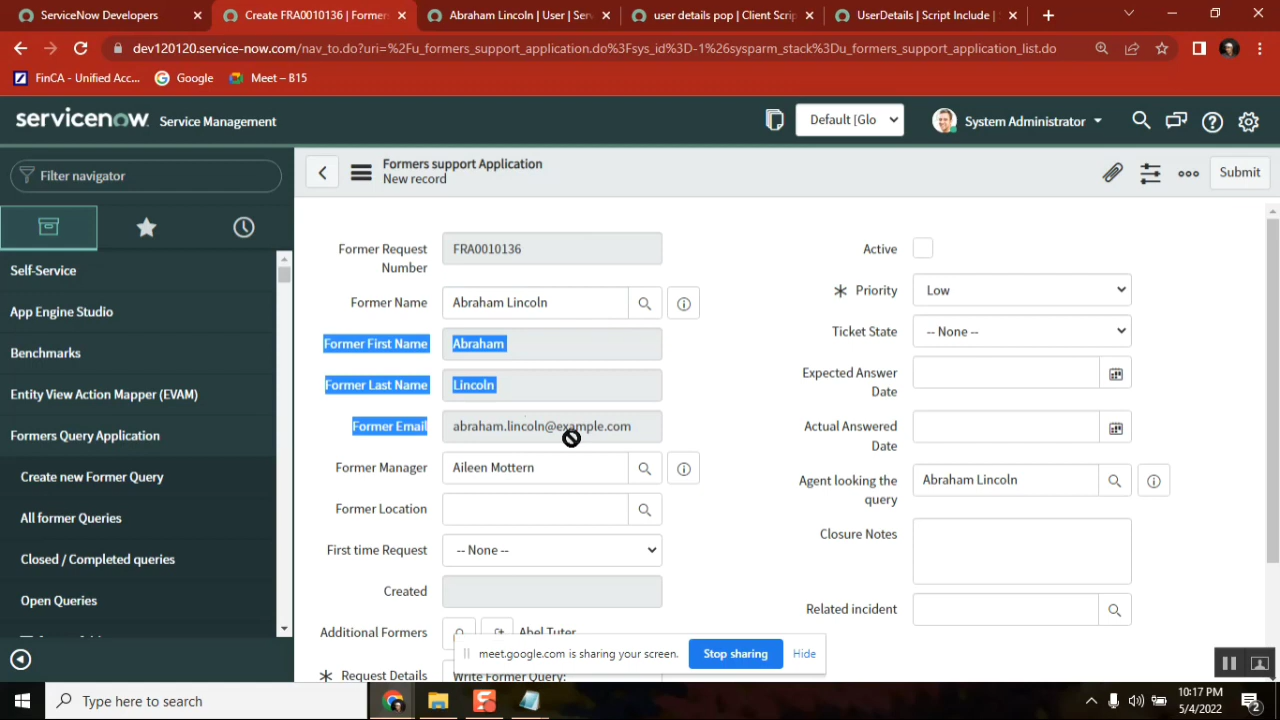 ServiceNow Developers
Create FRA0010136 | Former
Abraham Lincoln | User | Serv
user details pop | Client Scrip
UserDetails | Script Include |
dev120120.service-now.com/nav_to.do?uri=%2Fu_formers_support_application.do%3Fsys_id%3D-1%26sysparm_stack%3Du_formers_support_application_list.do
FinCA - Unified Acc...
Google
Meet – B15
servicenow. Service Management
Default [Glo
System Administrator
Filter navigator
Formers support Application
New record
Submit
Self-Service
App Engine Studio
Benchmarks
Entity View Action Mapper (EVAM)
Formers Query Application
Create new Former Query
All former Queries
Closed / Completed queries
Open Queries
Former Request Number
FRA0010136
Former Name
Abraham Lincoln
Former First Name
Abraham
Former Last Name
Lincoln
Former Email
abraham.lincoln@example.com
Former Manager
Aileen Mottern
Former Location
First time Request
-- None --
Created
Additional Formers
Abel Tuter
Request Details
Write Former Query:
Active
Priority
Low
Ticket State
-- None --
Expected Answer Date
Actual Answered Date
Agent looking the query
Abraham Lincoln
Closure Notes
Related incident
meet.google.com is sharing your screen.
Stop sharing
Hide
Type here to search
10:17 PM
5/4/2022
2